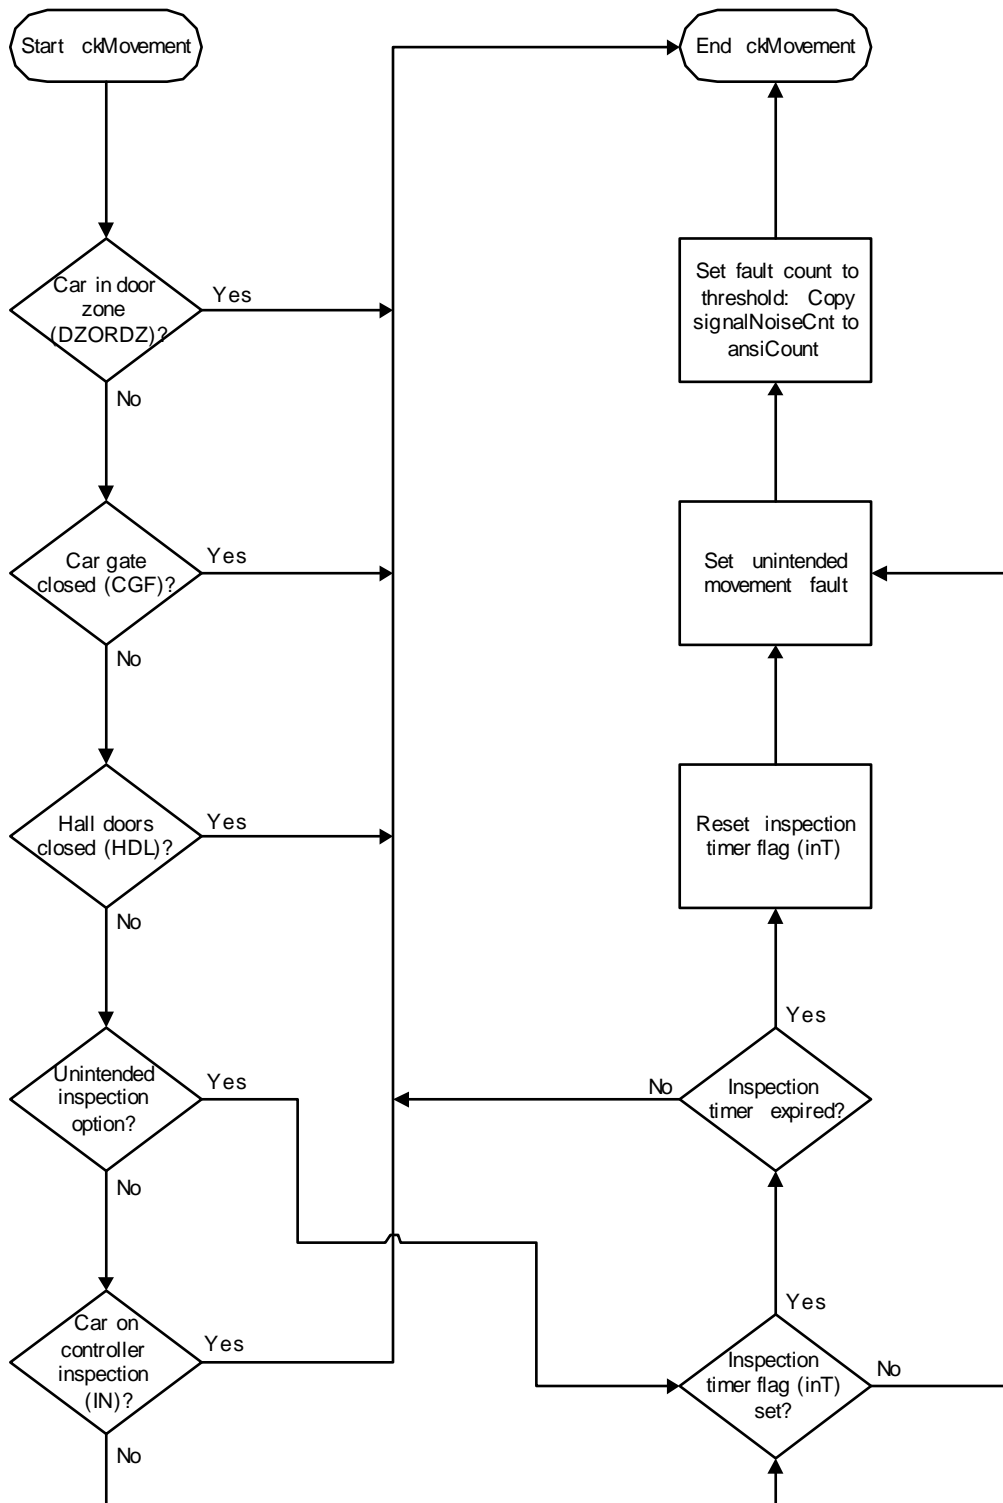 Start ckMovement
End ckMovement
Car in door
zone
(DZORDZ)?
Yes
No
Set fault count to
threshold: Copy
signalNoiseCnt to
ansiCount
Car gate
closed (CGF)?
Yes
No
Set unintended
movement fault
Hall doors
closed (HDL)?
Yes
No
Reset inspection
timer flag (inT)
Unintended
inspection
option?
Yes
No
Inspection
timer expired?
Yes
No
Car on
controller
inspection
(IN)?
Yes
No
Inspection
timer flag (inT)
set?
Yes
No